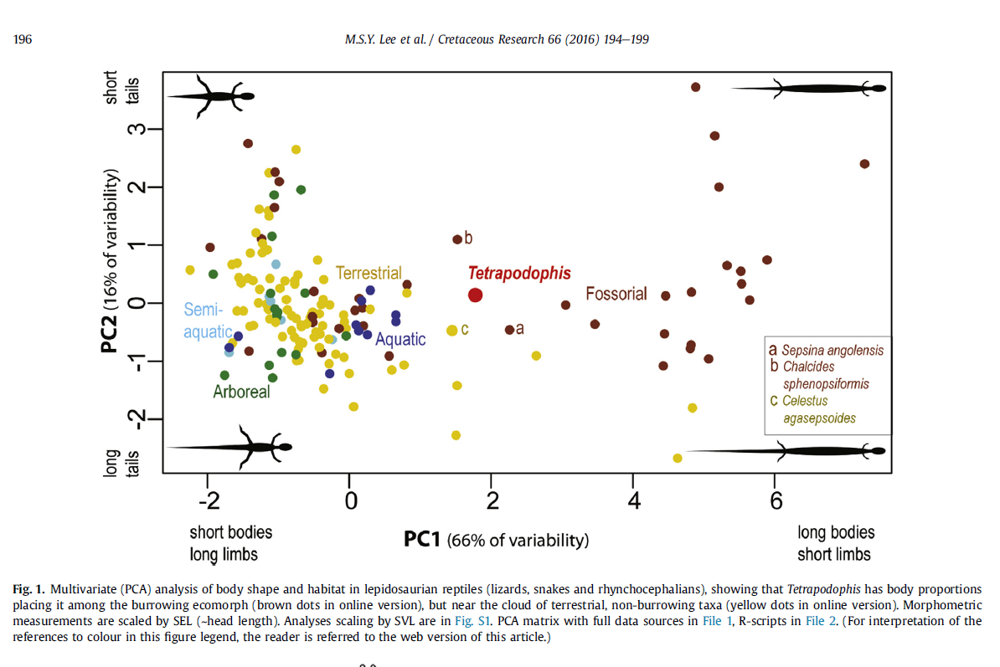 196
M.S.Y. Lee et al. / Cretaceous Research 66 (2016) 194–199
short
tails
3
2
1
0
-1
-2
long
tails
PC2 (16% of variability)
b
Tetrapodophis
Terrestrial
Fossorial
Semi-
aquatic
c
a
Aquatic
Arboreal
a Sepsina angolensis
b Chalcides
sphenopsiformis
c Celestus
agasepsoides
-2
0
2
4
6
short bodies
long limbs
PC1 (66% of variability)
long bodies
short limbs
Fig. 1. Multivariate (PCA) analysis of body shape and habitat in lepidosaurian reptiles (lizards, snakes and rhynchocephalians), showing that Tetrapodophis has body proportions
placing it among the burrowing ecomorph (brown dots in online version), but near the cloud of terrestrial, non-burrowing taxa (yellow dots in online version). Morphometric
measurements are scaled by SEL (~head length). Analyses scaling by SVL are in Fig. S1. PCA matrix with full data sources in File 1, R-scripts in File 2. (For interpretation of the
references to colour in this figure legend, the reader is referred to the web version of this article.)